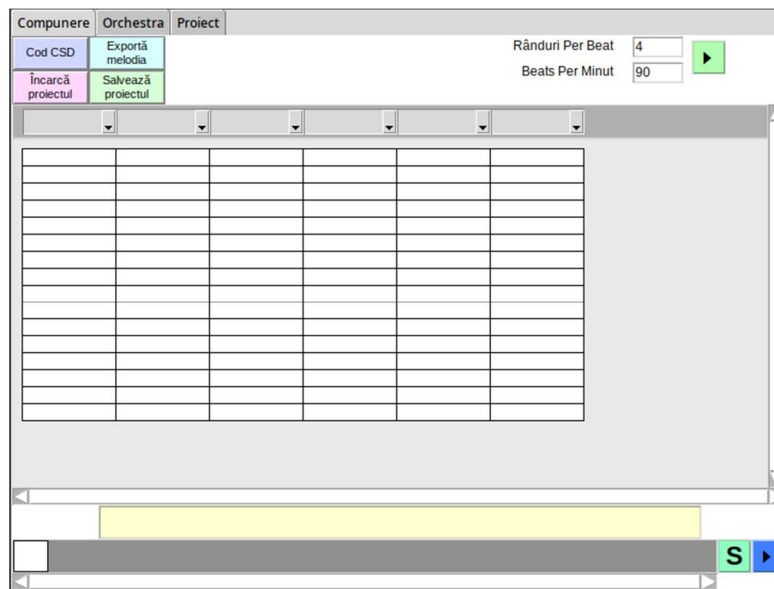 Compunere Orchestra Proiect
Cod CSD
Exportă
melodia
Încarcă
proiectul
Salvează
proiectul
Rânduri Per Beat 4
Beats Per Minut 90
S